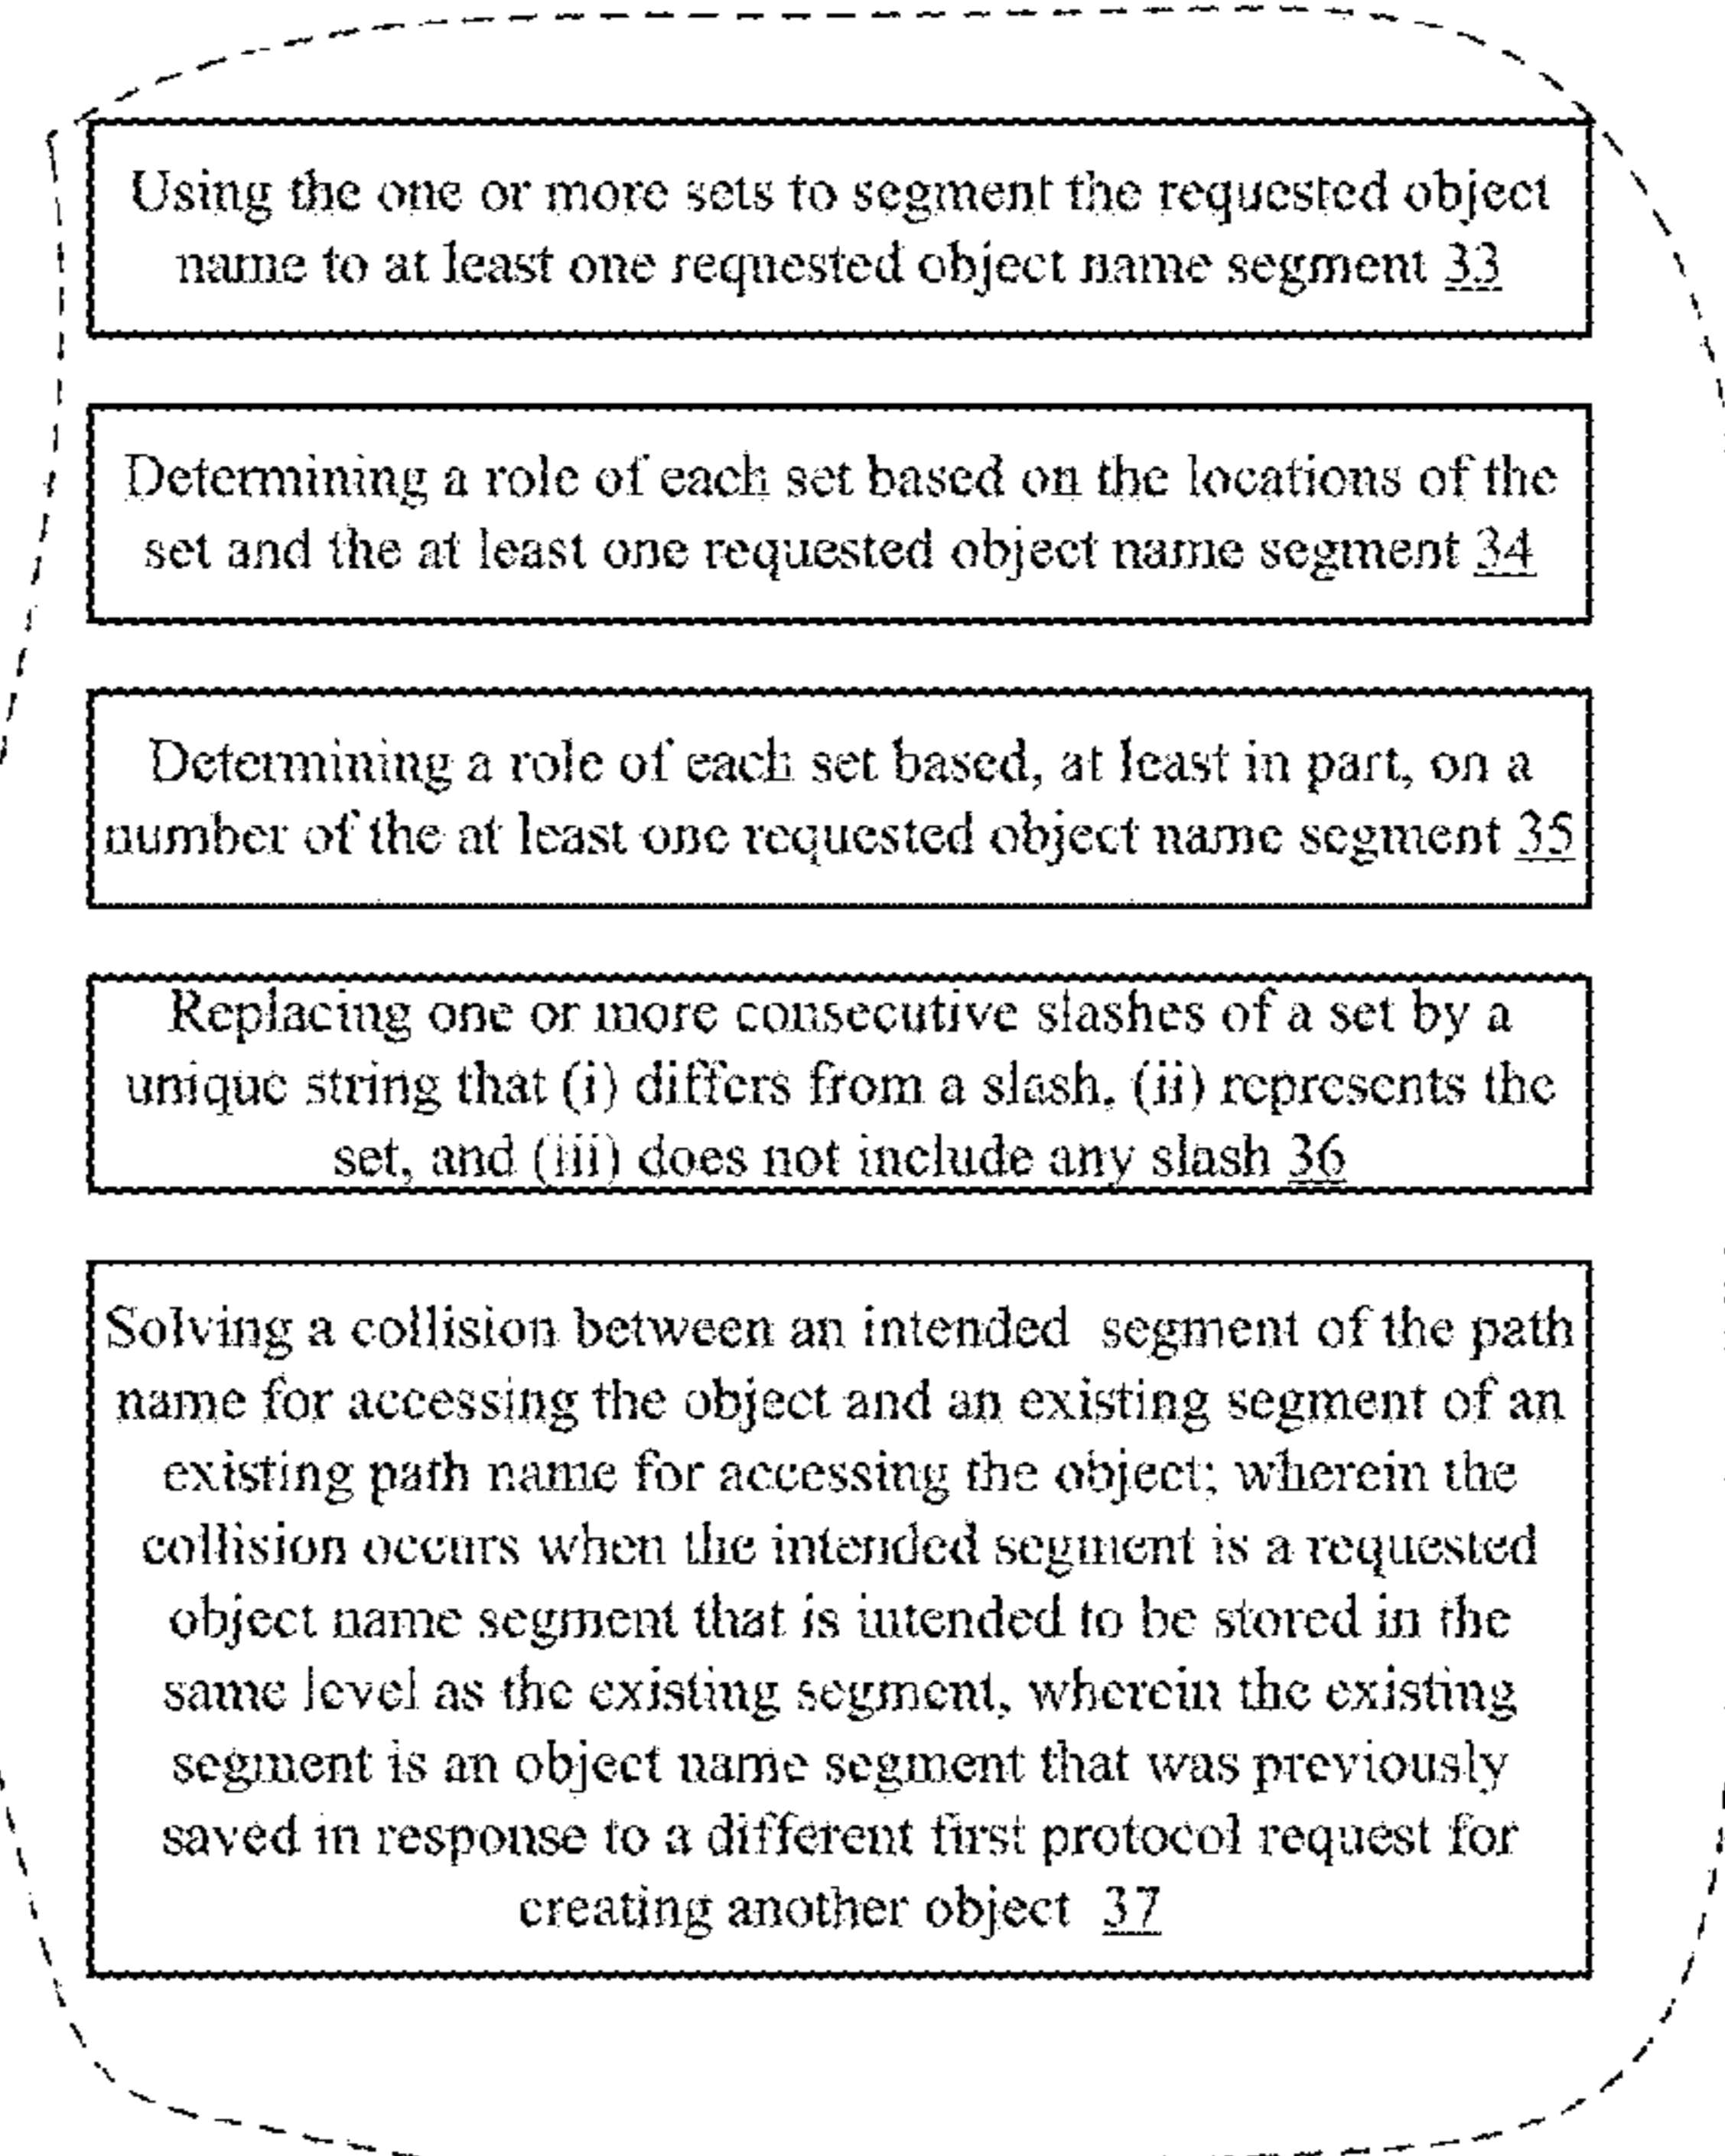 Using the one or more sets to segment the requested object
name to at least one requested object name segment 33
Determining a role of each set based on the locations of the
set and the at least one requested object name segment 34
Determining a role of each set based, at least in part, on a
number of the at least one requested object name segment 35
Replacing one or more consecutive slashes of a set by a
unique string that (i) differs from a slash, (ii) represents the
set, and (iii) does not include any slash 36
Solving a collision between an intended segment of the path
name for accessing the object and an existing segment of an
existing path name for accessing the object; wherein the
collision occurs when the intended segment is a requested
object name segment that is intended to be stored in the
same level as the existing segment, wherein the existing
segment is an object name segment that was previously
saved in response to a different first protocol request for
creating another object 37